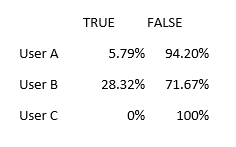 TRUE FALSE
User A 5.79% 94.20%
User B 28.32% 71.67%
User C 0% 100%